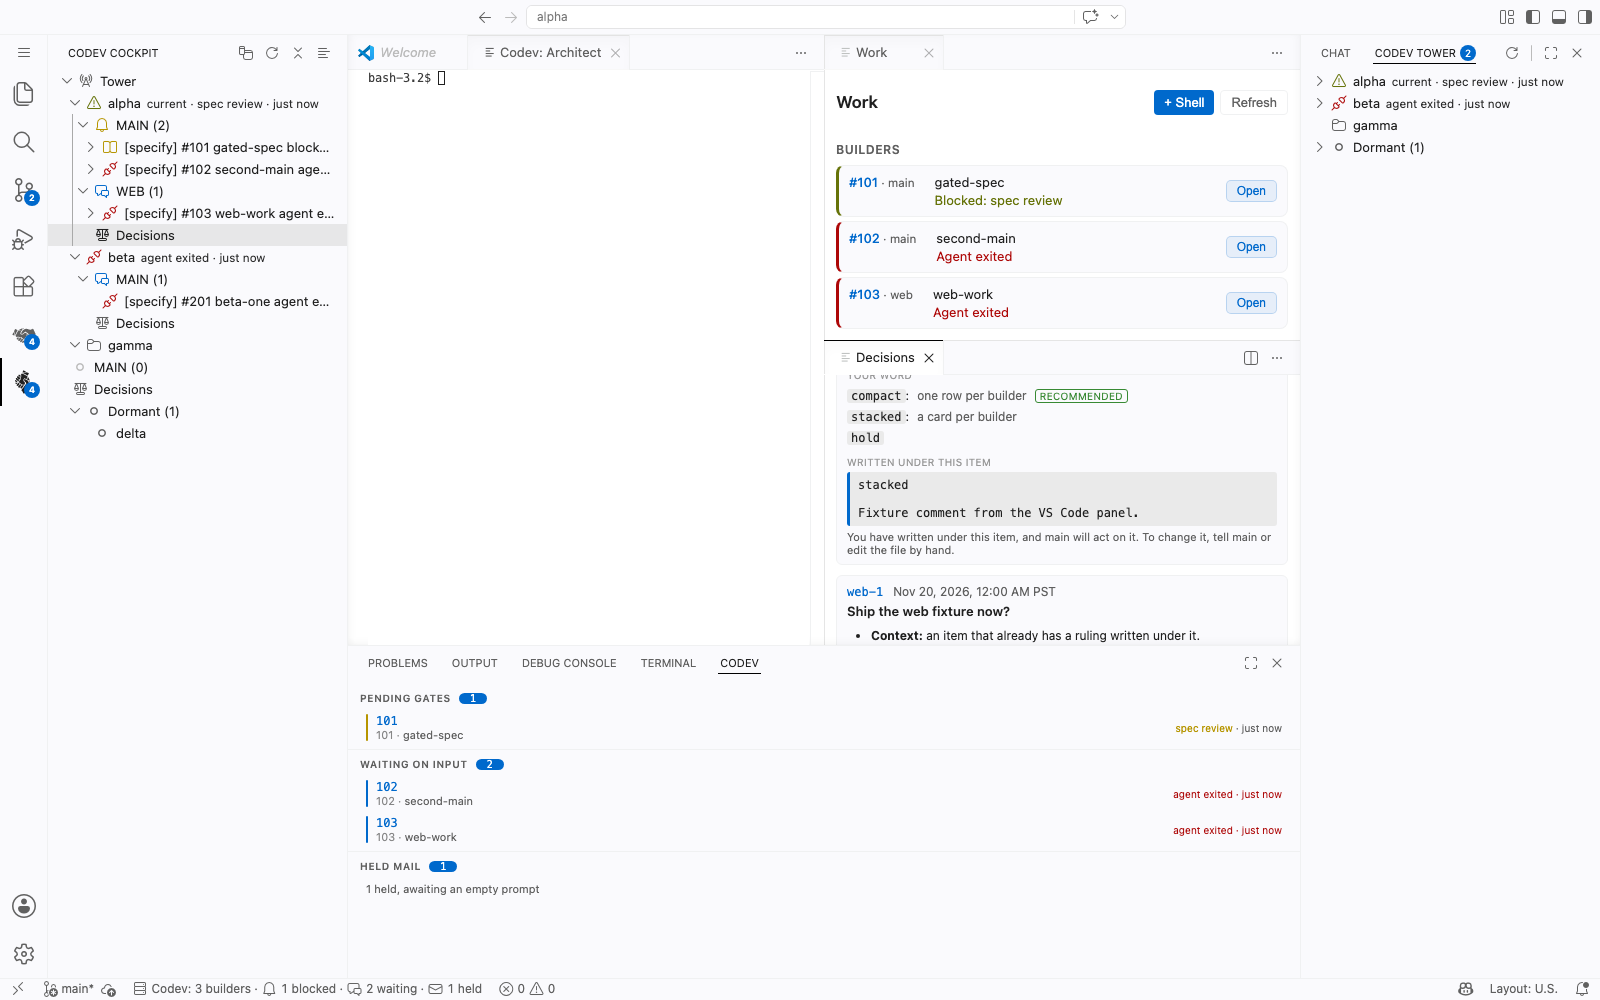 alpha
CODEV COCKPIT
Tower
alpha current · spec review · just now
MAIN (2)
[specify] #101 gated-spec block...
[specify] #102 second-main age...
WEB (1)
[specify] #103 web-work agent e...
Decisions
beta agent exited · just now
MAIN (1)
[specify] #201 beta-one agent e...
Decisions
gamma
MAIN (0)
Decisions
Dormant (1)
delta
2
4
4
Welcome
Codev: Architect
bash-3.2$
Work
Work
+ Shell
Refresh
BUILDERS
#101 · main gated-spec
Blocked: spec review
Open
#102 · main second-main
Agent exited
Open
#103 · web web-work
Agent exited
Open
Decisions
YOUR WORD
compact: one row per builder RECOMMENDED
stacked: a card per builder
hold
WRITTEN UNDER THIS ITEM
stacked
Fixture comment from the VS Code panel.
You have written under this item, and main will act on it. To change it, tell main or
edit the file by hand.
web-1 Nov 20, 2026, 12:00 AM PST
Ship the web fixture now?
• Context: an item that already has a ruling written under it.
CHAT
CODEV TOWER 2
alpha current · spec review · just now
beta agent exited · just now
gamma
Dormant (1)
PROBLEMS
OUTPUT
DEBUG CONSOLE
TERMINAL
CODEV
PENDING GATES 1
101
101 · gated-spec
spec review · just now
WAITING ON INPUT 2
102
102 · second-main
agent exited · just now
103
103 · web-work
agent exited · just now
HELD MAIL 1
1 held, awaiting an empty prompt
main*
Codev: 3 builders · 1 blocked · 2 waiting · 1 held
0 0
Layout: U.S.